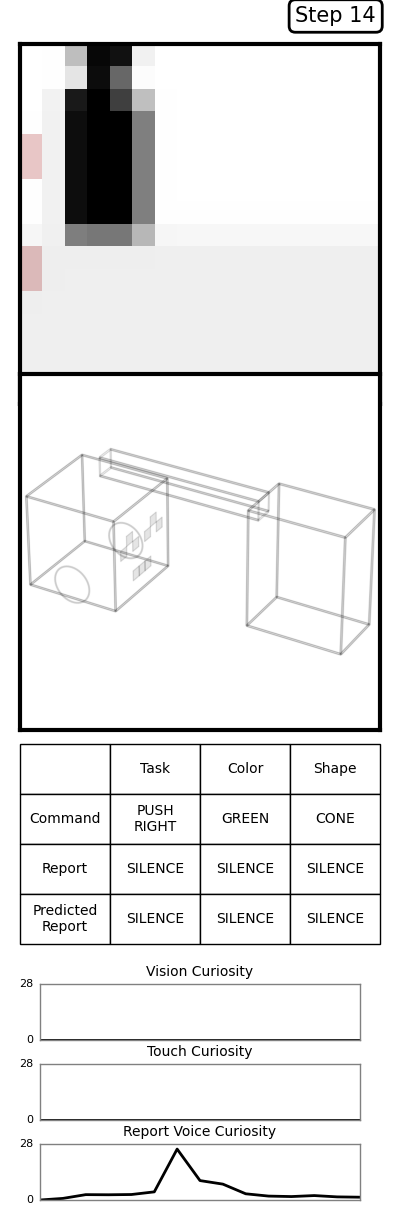 Step 14
Task Color Shape
Command PUSH RIGHT GREEN CONE
Report SILENCE SILENCE SILENCE
Predicted Report SILENCE SILENCE SILENCE
Vision Curiosity
28
0
Touch Curiosity
28
0
Report Voice Curiosity
28
0